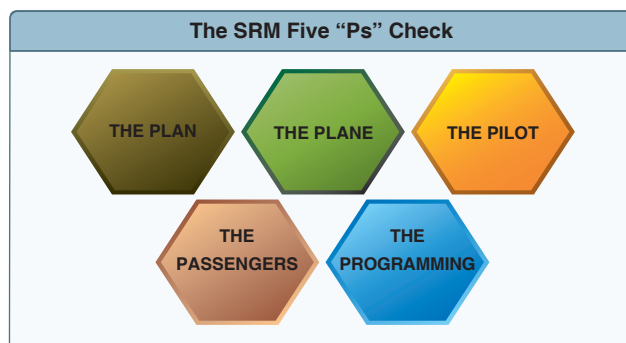 The SRM Five “Ps” Check
THE PLAN
THE PLANE
THE PILOT
THE
PASSENGERS
THE
PROGRAMMING